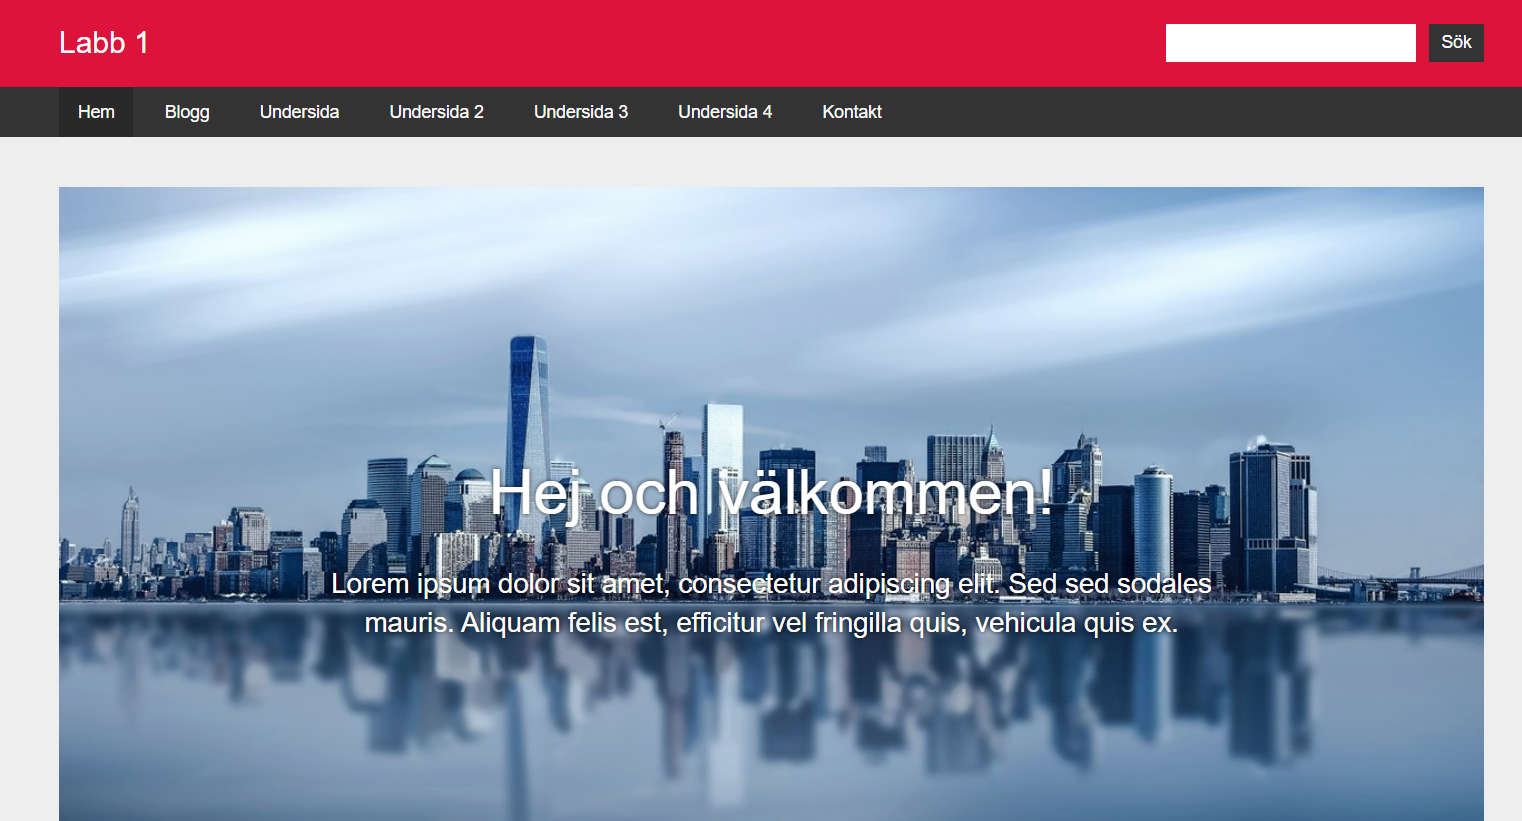 Labb 1
Sök
Hem Blogg Undersida Undersida 2 Undersida 3 Undersida 4 Kontakt
Hej och välkommen!
Lorem ipsum dolor sit amet, consectetur adipiscing elit. Sed sed sodales
mauris. Aliquam felis est, efficitur vel fringilla quis, vehicula quis ex.